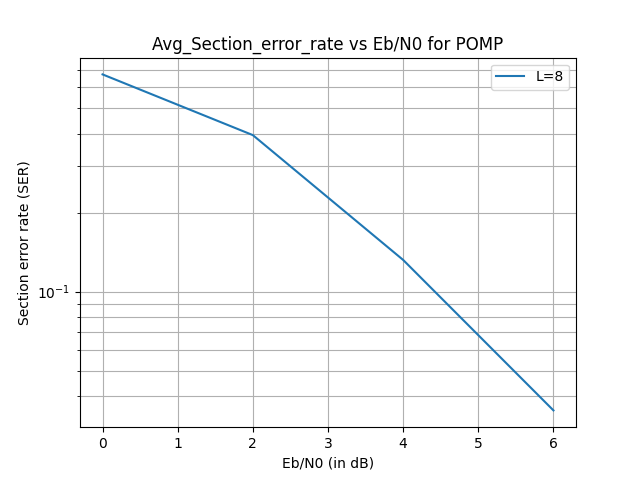 Avg_Section_error_rate vs Eb/N0 for POMP
L=8
Section error rate (SER)
10⁻¹
0 1 2 3 4 5 6
Eb/N0 (in dB)